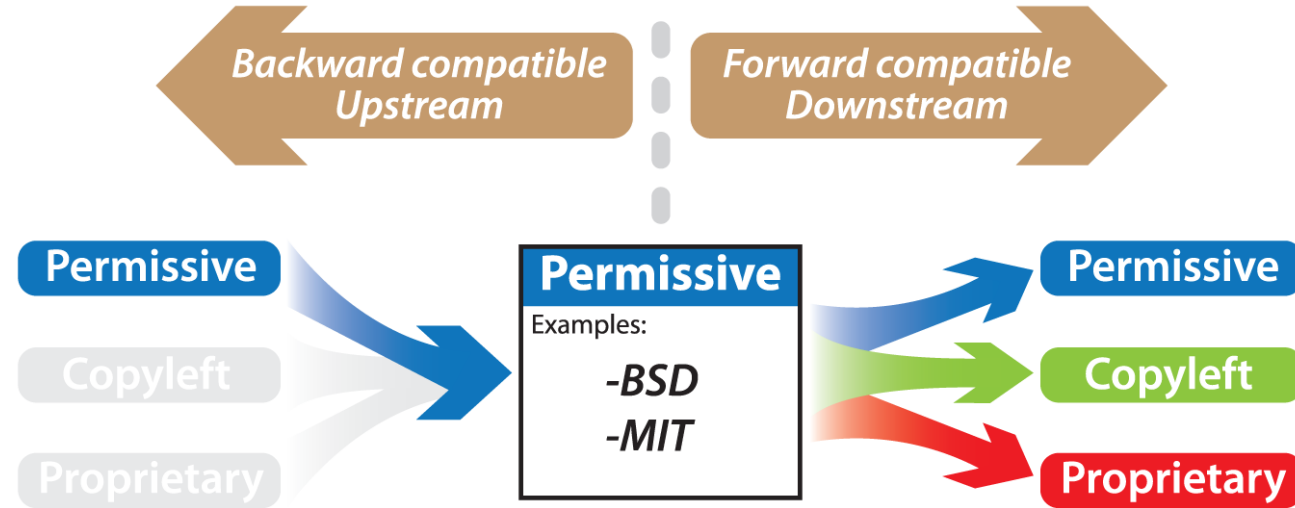 Backward compatible
Upstream
Forward compatible
Downstream
Permissive
Copyleft
Proprietary
Permissive
Examples:
-BSD
-MIT
Permissive
Copyleft
Proprietary